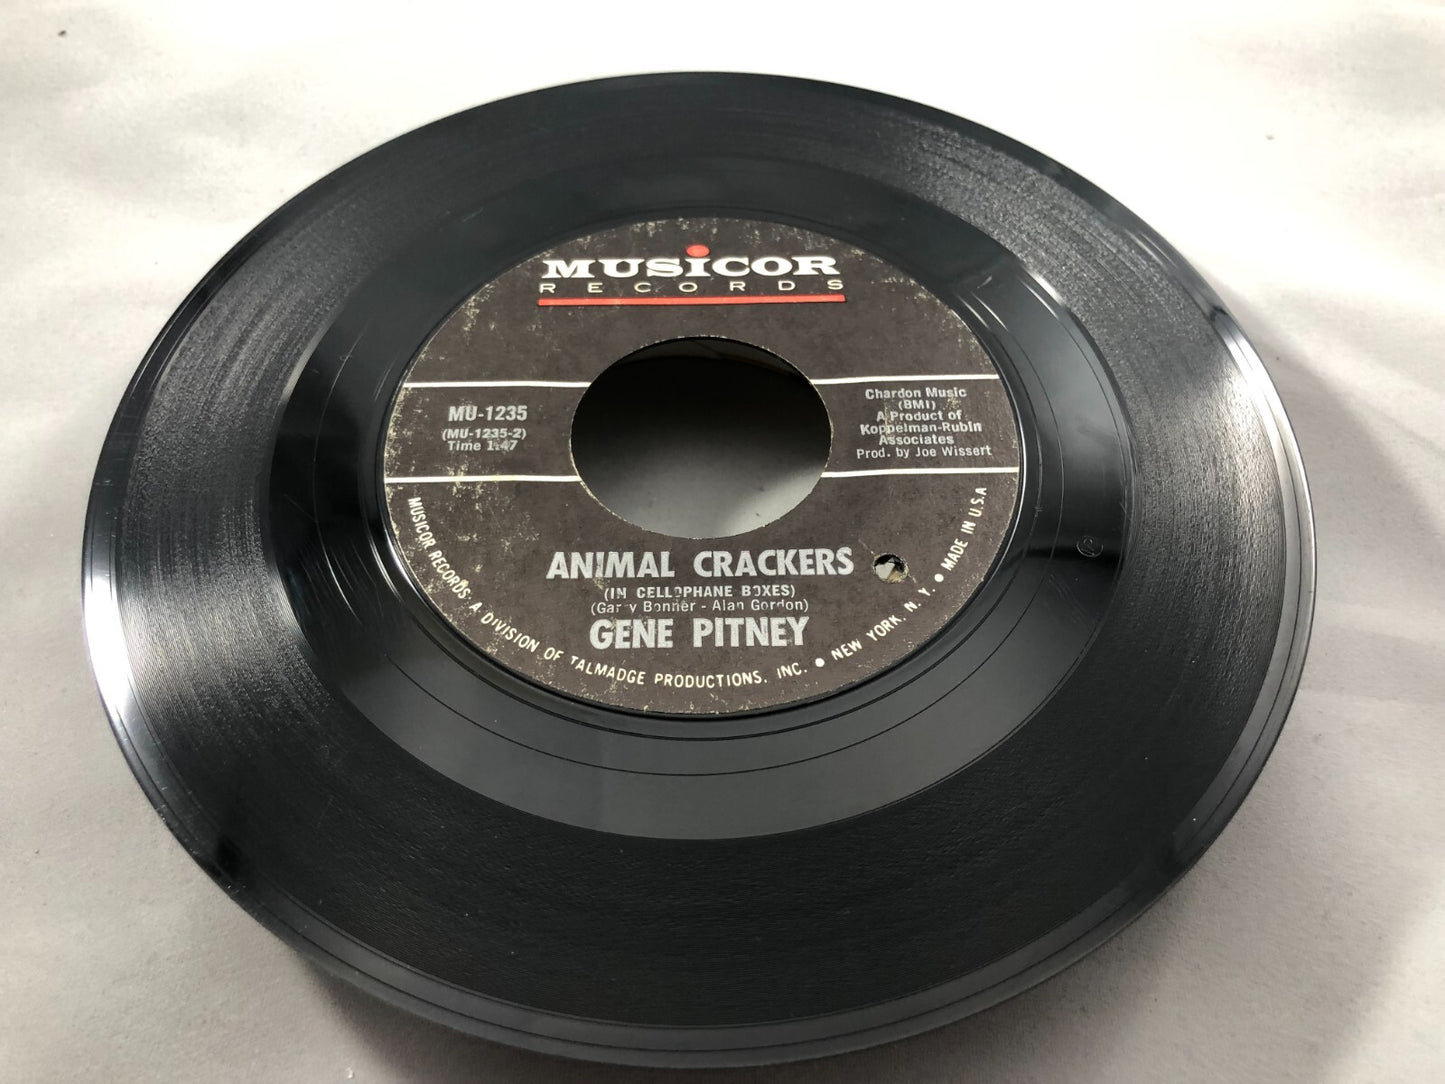 MUSICOR
RECORDS
MU-1235
(MU-1235-2)
Time 1:47
Chardon Music
(BMI)
A Product of
Koppelman-Rubin
Associates
Prod. by Joe Wissert
ANIMAL CRACKERS
(IN CELLOPHANE BOXES)
(Garry Bonner - Alan Gordon)
GENE PITNEY
MUSICOR RECORDS, A DIVISION OF TALMADGE PRODUCTIONS, INC. • NEW YORK, N. Y. • MADE IN U.S.A